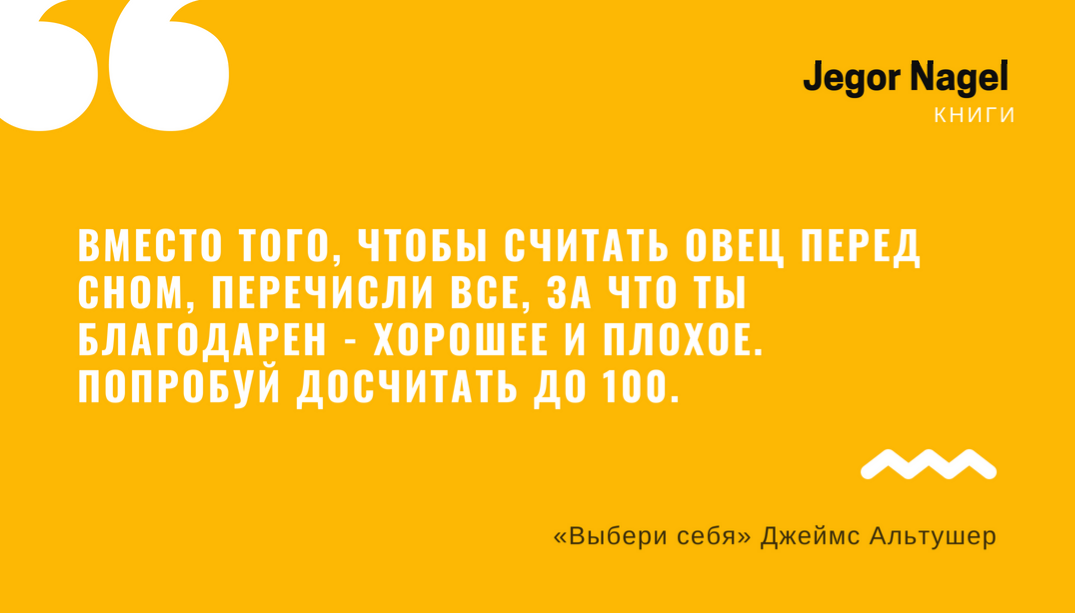 Jegor Nagel
КНИГИ
ВМЕСТО ТОГО, ЧТОБЫ СЧИТАТЬ ОВЕЦ ПЕРЕД
СНОМ, ПЕРЕЧИСЛИ ВСЕ, ЗА ЧТО ТЫ
БЛАГОДАРЕН - ХОРОШЕЕ И ПЛОХОЕ.
ПОПРОБУЙ ДОСЧИТАТЬ ДО 100.
«Выбери себя» Джеймс Альтушер